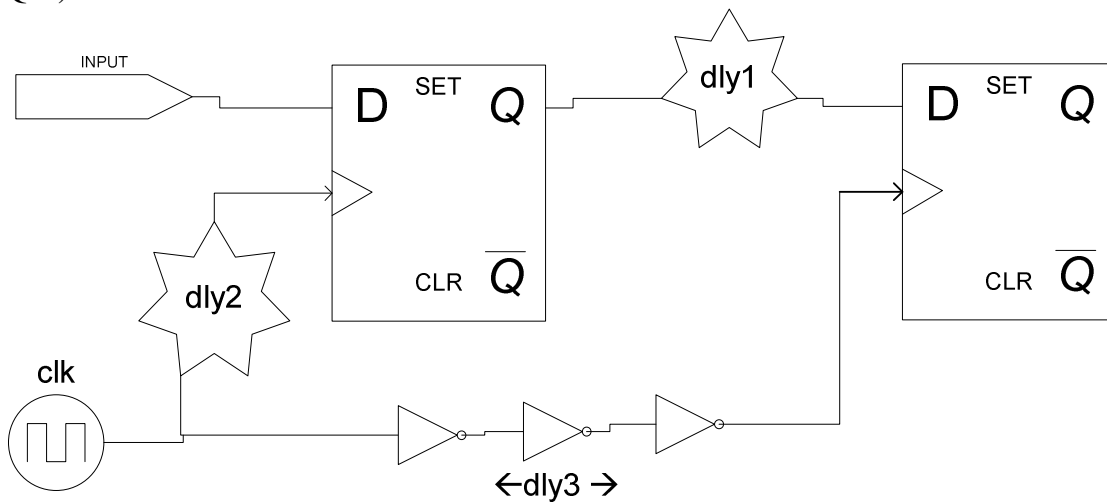 INPUT
D SET Q
dly1
D SET Q
dly2
CLR Q̅
CLR Q̅
clk
←dly3 →